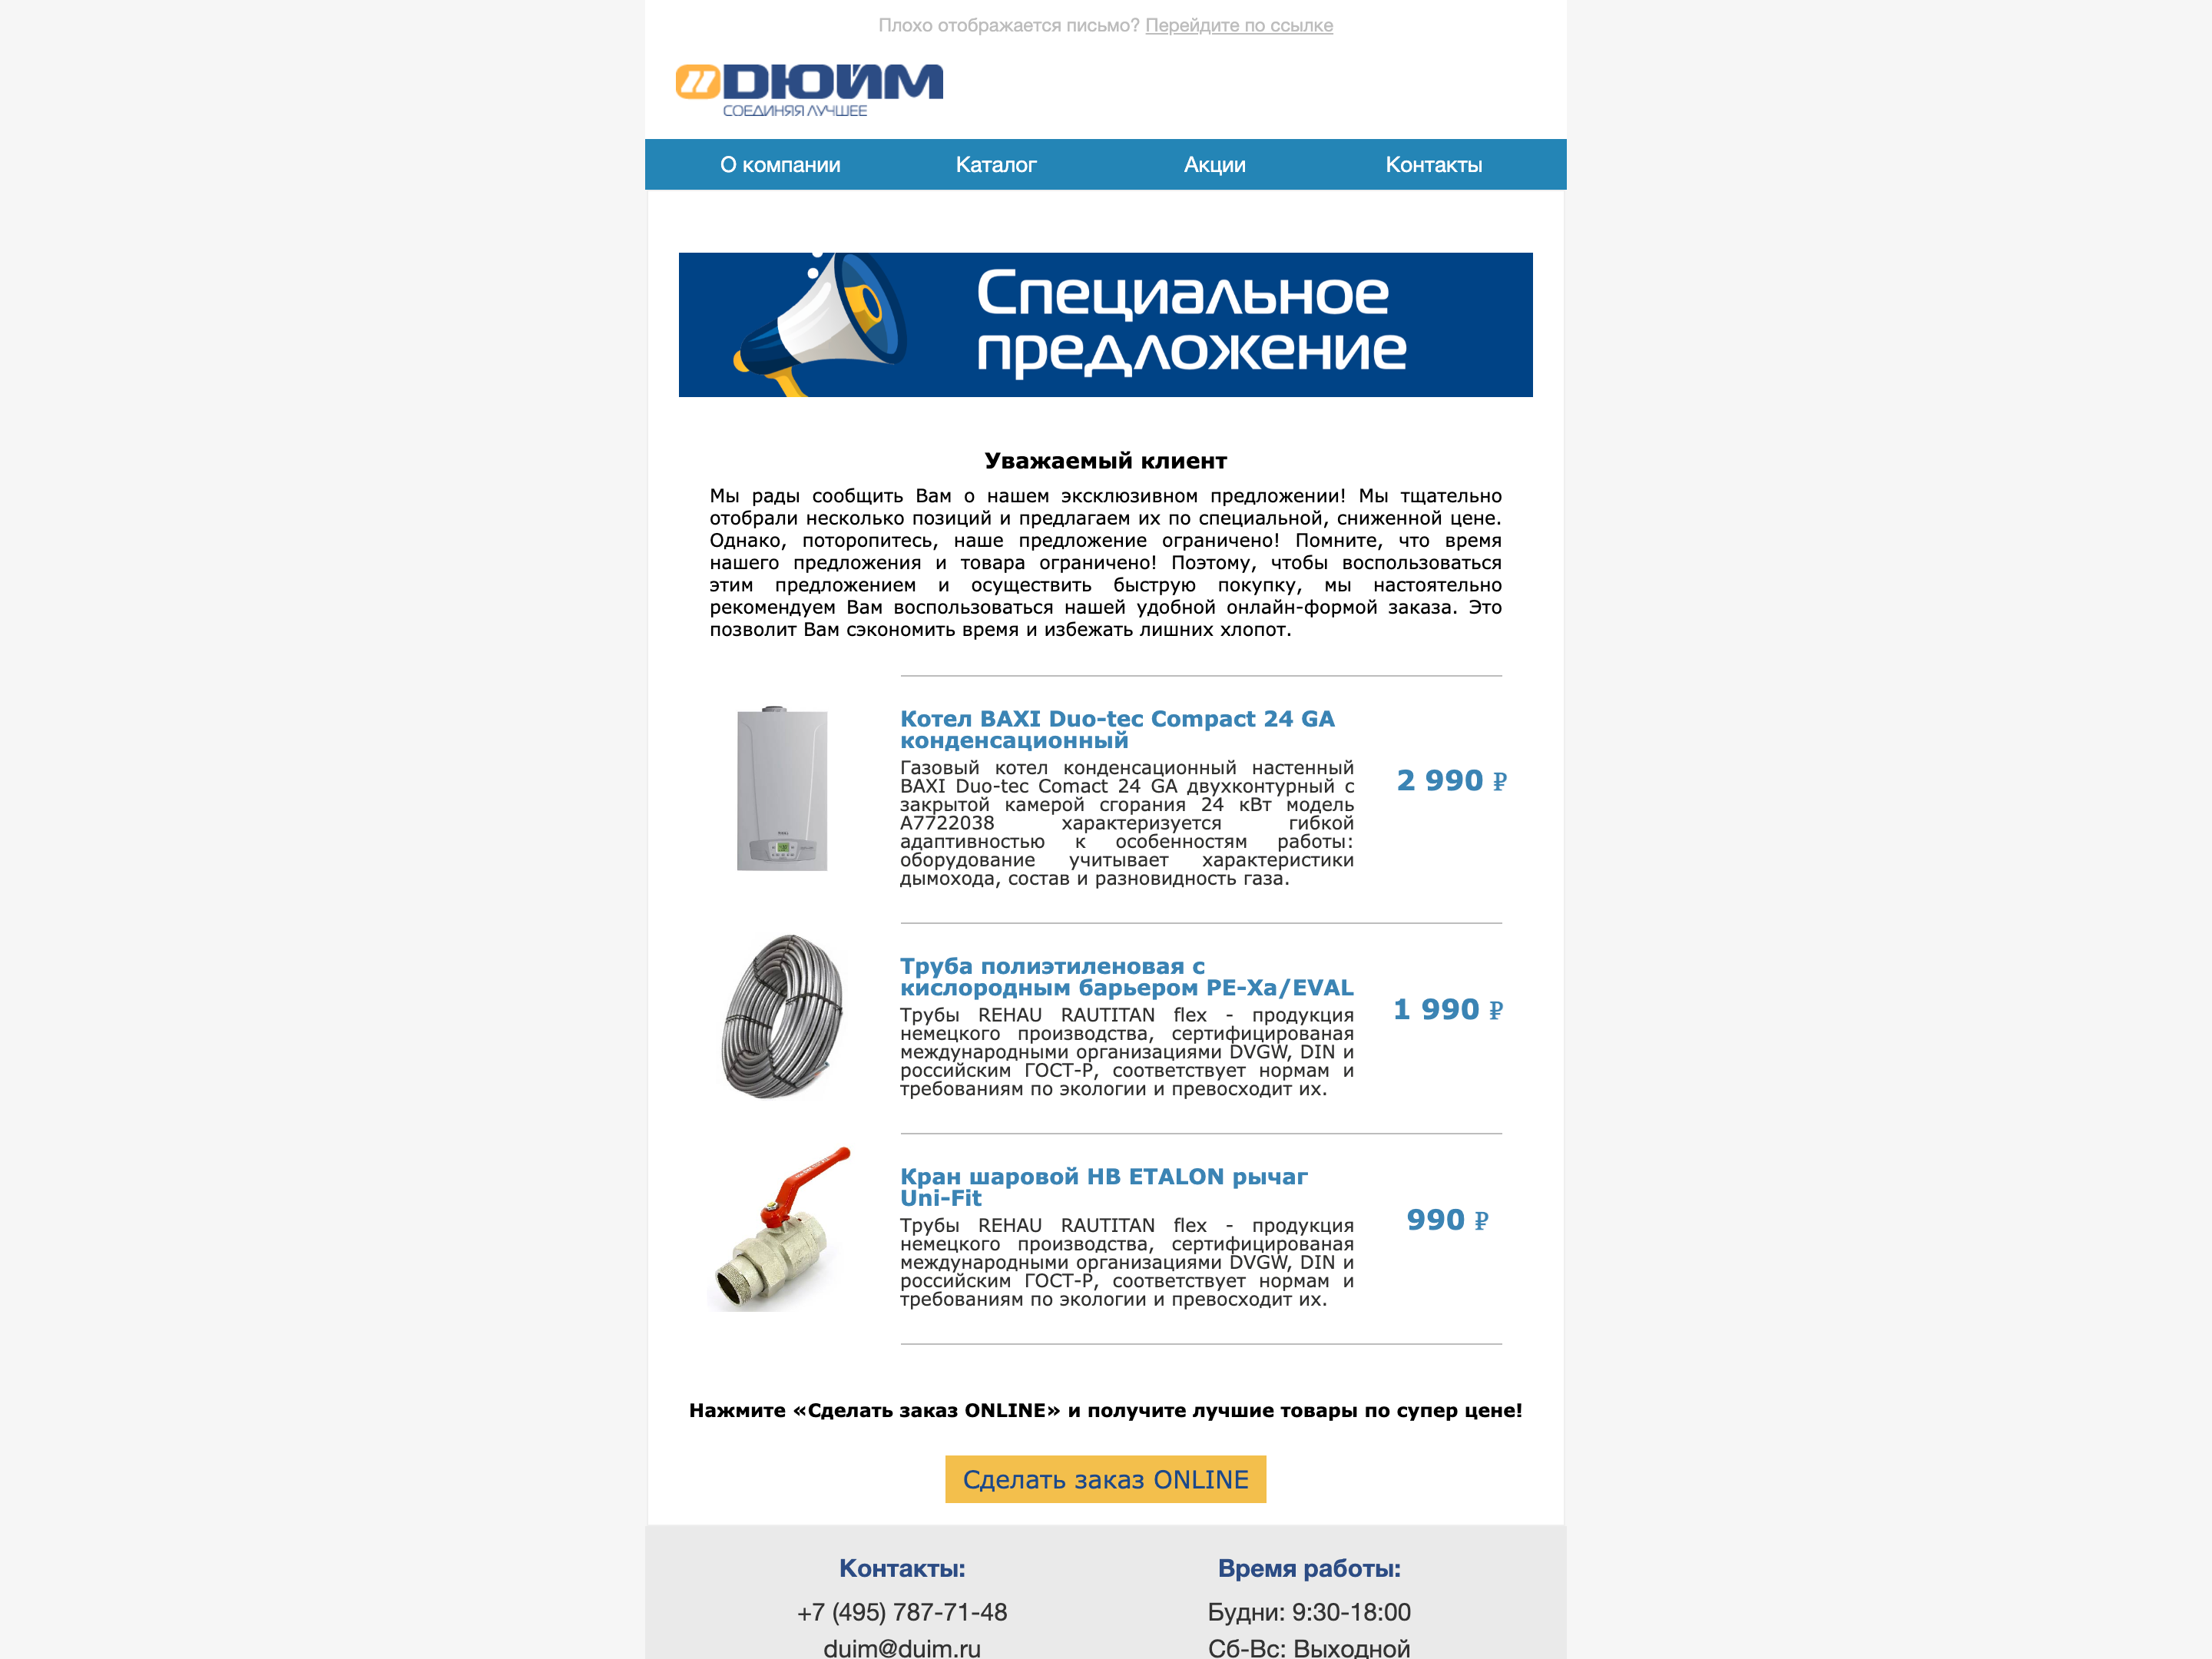 Плохо отображается письмо? Перейдите по ссылке
ДЮЙМ
СОЕДИНЯЯ ЛУЧШЕЕ
О компании Каталог Акции Контакты
Специальное
предложение
Уважаемый клиент
Мы рады сообщить Вам о нашем эксклюзивном предложении! Мы тщательно
отобрали несколько позиций и предлагаем их по специальной, сниженной цене.
Однако, поторопитесь, наше предложение ограничено! Помните, что время
нашего предложения и товара ограничено! Поэтому, чтобы воспользоваться
этим предложением и осуществить быструю покупку, мы настоятельно
рекомендуем Вам воспользоваться нашей удобной онлайн-формой заказа. Это
позволит Вам сэкономить время и избежать лишних хлопот.
Котел BAXI Duo-tec Compact 24 GA
конденсационный
Газовый котел конденсационный настенный
BAXI Duo-tec Comact 24 GA двухконтурный с
закрытой камерой сгорания 24 кВт модель
A7722038 характеризуется гибкой
адаптивностью к особенностям работы:
оборудование учитывает характеристики
дымохода, состав и разновидность газа.
2 990 ₽
Труба полиэтиленовая с
кислородным барьером PE-Xa/EVAL
Трубы REHAU RAUTITAN flex - продукция
немецкого производства, сертифицированая
международными организациями DVGW, DIN и
российским ГОСТ-Р, соответствует нормам и
требованиям по экологии и превосходит их.
1 990 ₽
Кран шаровой НВ ETALON рычаг
Uni-Fit
Трубы REHAU RAUTITAN flex - продукция
немецкого производства, сертифицированая
международными организациями DVGW, DIN и
российским ГОСТ-Р, соответствует нормам и
требованиям по экологии и превосходит их.
990 ₽
Нажмите «Сделать заказ ONLINE» и получите лучшие товары по супер цене!
Сделать заказ ONLINE
Контакты:
+7 (495) 787-71-48
duim@duim.ru
Время работы:
Будни: 9:30-18:00
Сб-Вс: Выходной